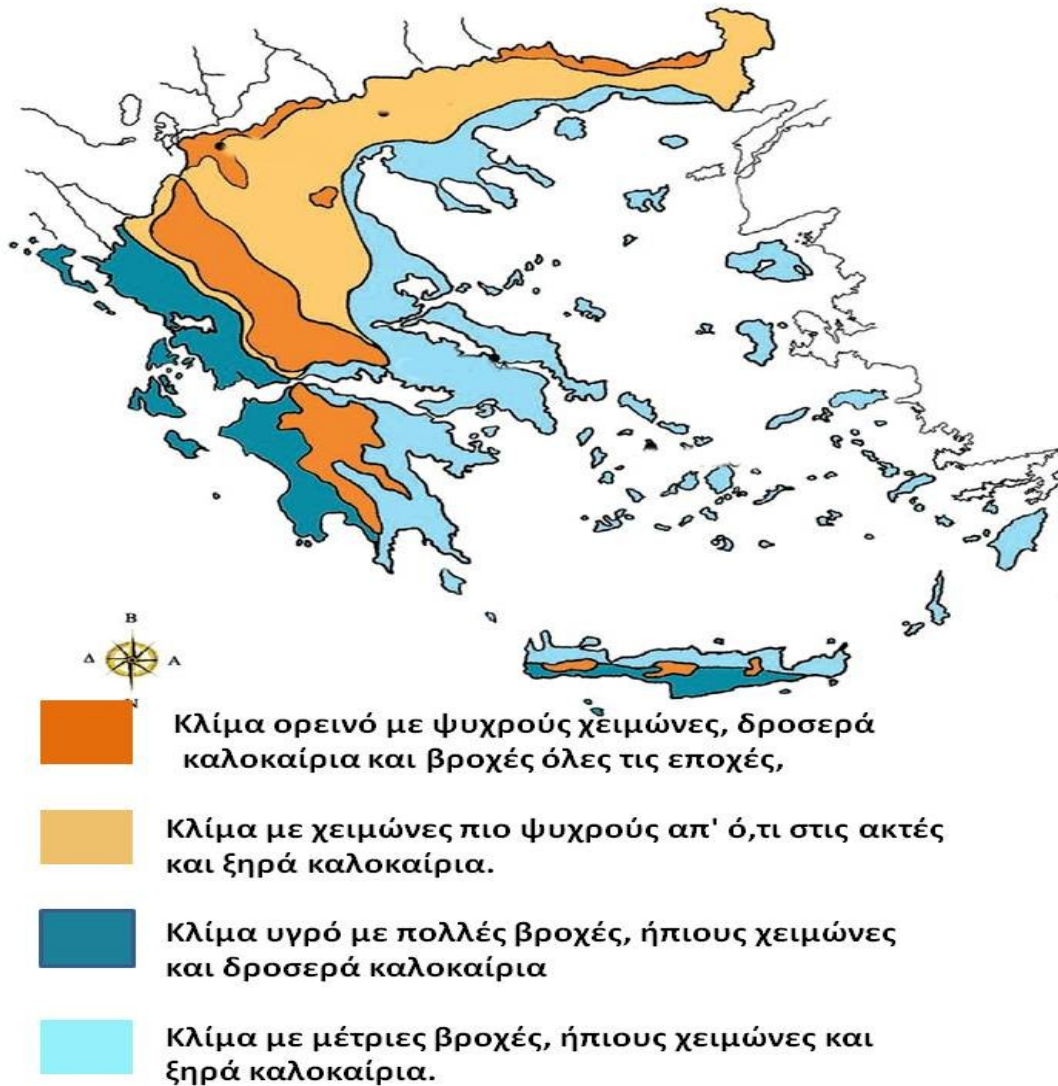 Β
Δ
Α
Ν
Κλίμα ορεινό με ψυχρούς χειμώνες, δροσερά
καλοκαίρια και βροχές όλες τις εποχές,
Κλίμα με χειμώνες πιο ψυχρούς απ' ό,τι στις ακτές
και ξηρά καλοκαίρια.
Κλίμα υγρό με πολλές βροχές, ήπιους χειμώνες
και δροσερά καλοκαίρια
Κλίμα με μέτριες βροχές, ήπιους χειμώνες και
ξηρά καλοκαίρια.